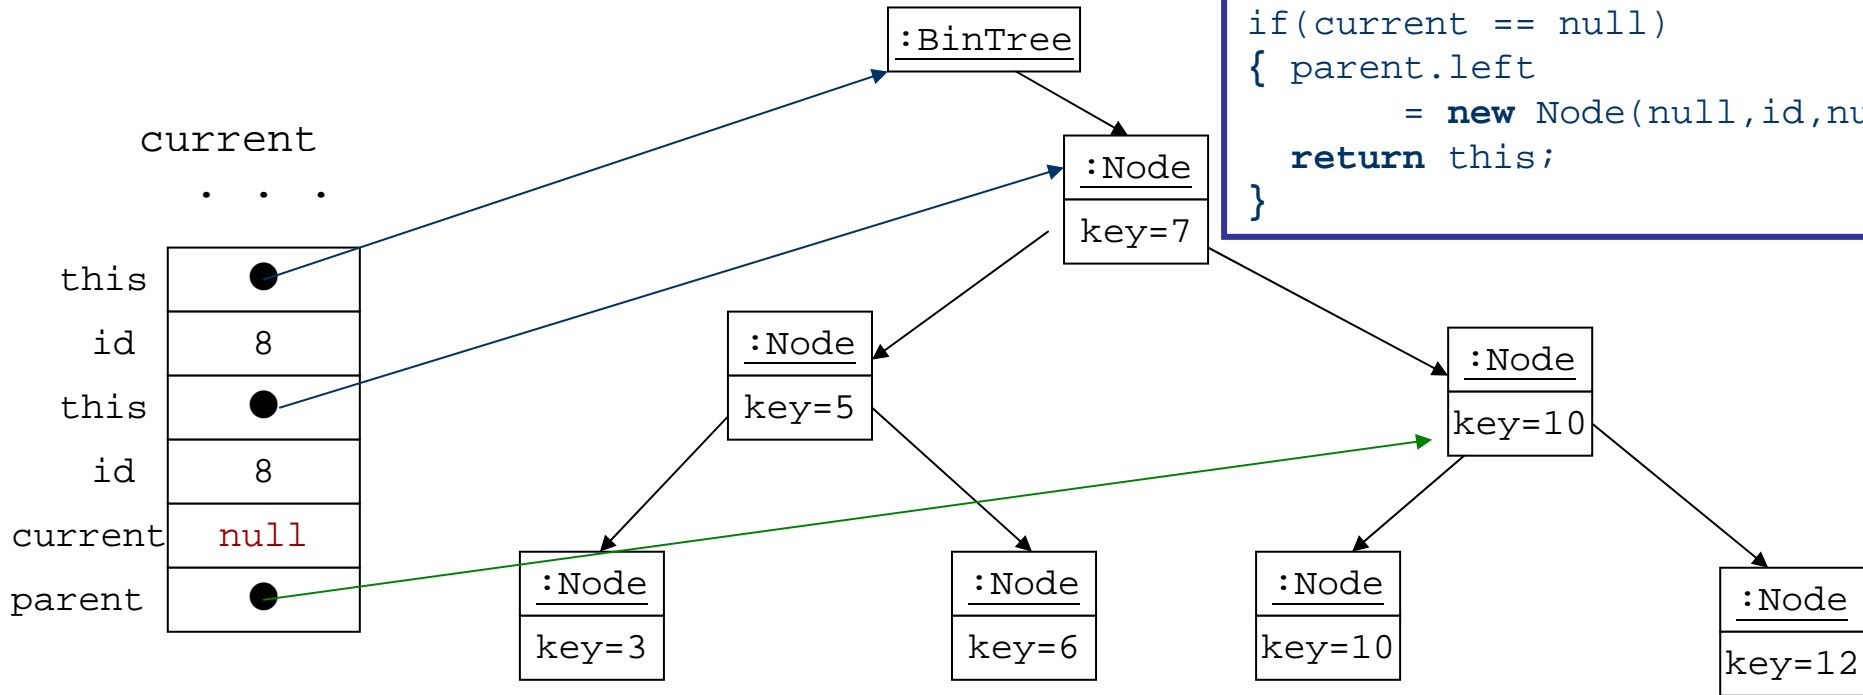 :BinTree
if(current == null)
{ parent.left
= new Node(null,id,nu
return this;
}
current
. . .
:Node
key=7
this
id 8
this
id 8
current null
parent
:Node
key=5
:Node
key=10
:Node
key=3
:Node
key=6
:Node
key=10
:Node
key=12